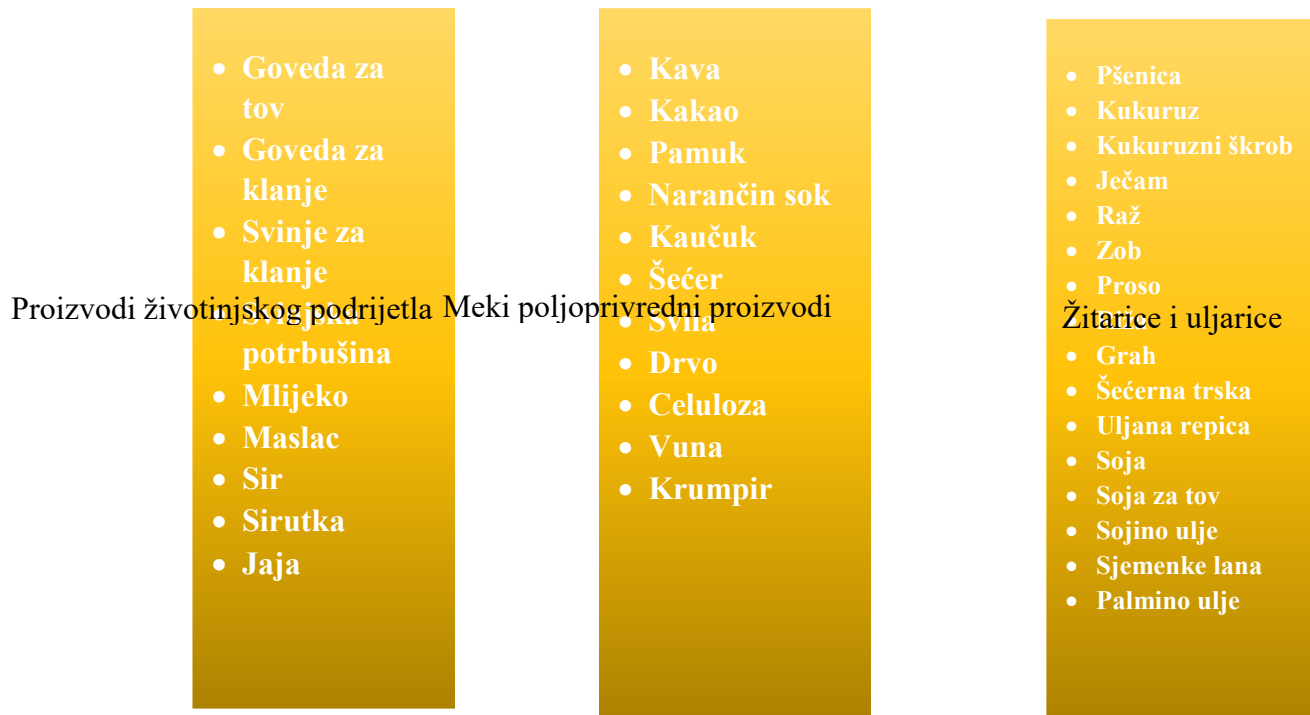 • Goveda za
tov
• Goveda za
klanje
• Svinje za
klanje
Proizvodi životinjskog podrijetla
• Svinjska
potrbušina
• Mlijeko
• Maslac
• Sir
• Sirutka
• Jaja
• Kava
• Kakao
• Pamuk
• Narančin sok
• Kaučuk
• Šećer
Meki poljoprivredni proizvodi
• Svila
• Drvo
• Celuloza
• Vuna
• Krumpir
• Pšenica
• Kukuruz
• Kukuruzni škrob
• Ječam
• Raž
• Zob
• Proso
Žitarice i uljarice
• Grah
• Šećerna trska
• Uljana repica
• Soja
• Soja za tov
• Sojino ulje
• Sjemenke lana
• Palmino ulje